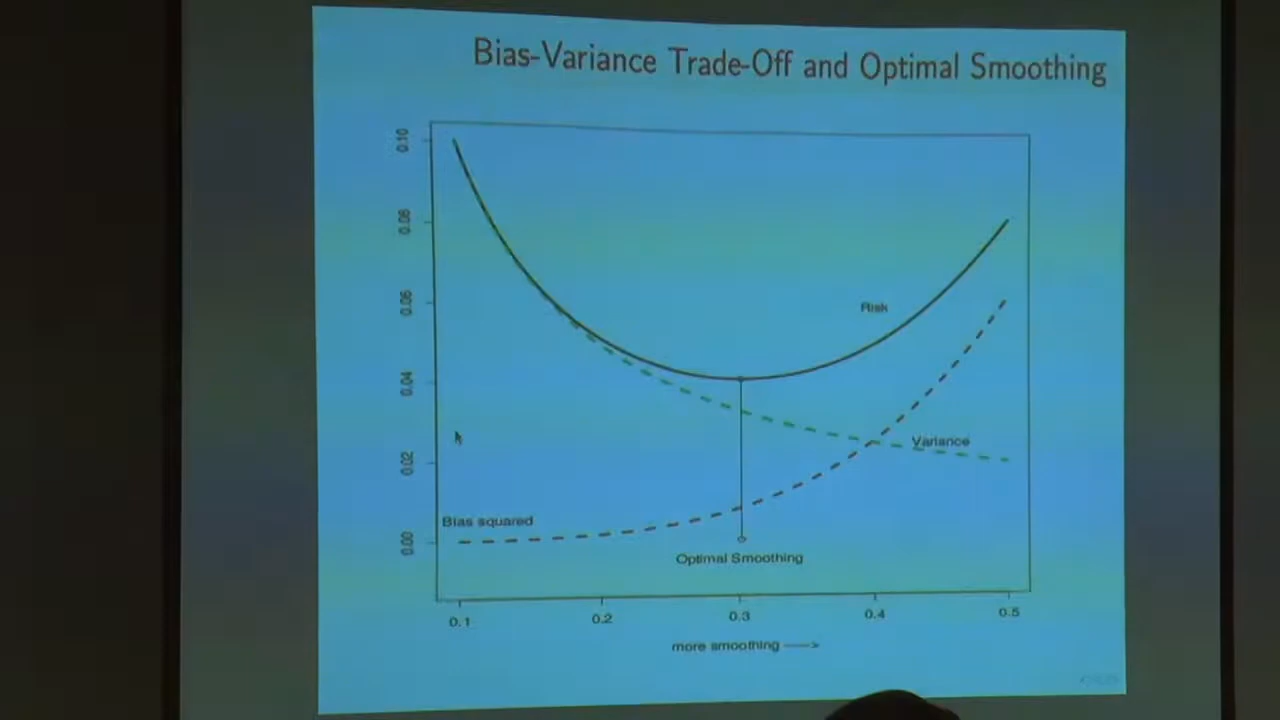 Bias-Variance Trade-Off and Optimal Smoothing
0.10
0.08
0.06
0.04
0.02
0.00
Risk
Variance
Bias squared
Optimal Smoothing
0.1 0.2 0.3 0.4 0.5
more smoothing ---->